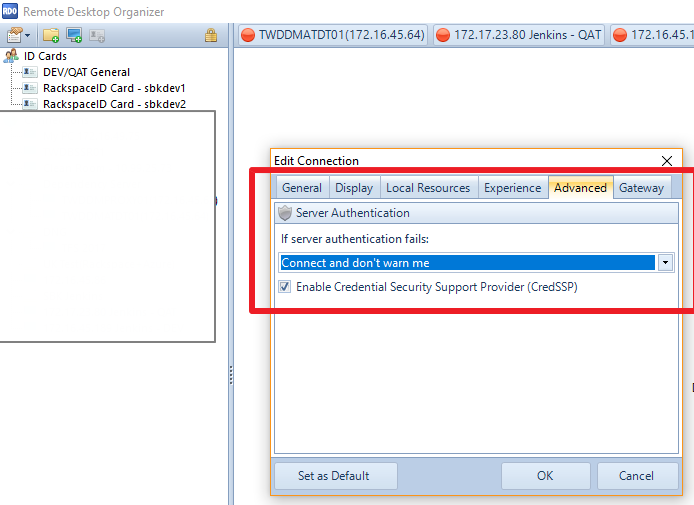 RDO Remote Desktop Organizer
TWDDMATDT01(172.16.45.64) 172.17.23.80 Jenkins - QAT 172.16.45.1
ID Cards
DEV/QAT General
RackspaceID Card - sbkdev1
RackspaceID Card - sbkdev2
Edit Connection
General Display Local Resources Experience Advanced Gateway
Server Authentication
If server authentication fails:
Connect and don't warn me
Enable Credential Security Support Provider (CredSSP)
Set as Default OK Cancel